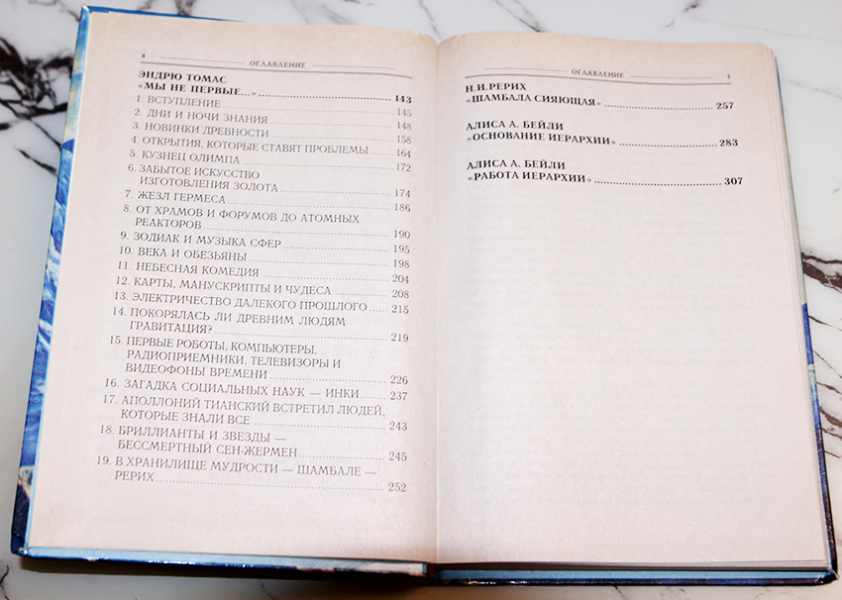 4
ОГЛАВЛЕНИЕ
ЭНДРЮ ТОМАС
«МЫ НЕ ПЕРВЫЕ...» 143
1. ВСТУПЛЕНИЕ 145
2. ДНИ И НОЧИ ЗНАНИЯ 148
3. НОВИНКИ ДРЕВНОСТИ 158
4. ОТКРЫТИЯ, КОТОРЫЕ СТАВЯТ ПРОБЛЕМЫ 164
5. КУЗНЕЦ ОЛИМПА 172
6. ЗАБЫТОЕ ИСКУССТВО
ИЗГОТОВЛЕНИЯ ЗОЛОТА 174
7. ЖЕЗЛ ГЕРМЕСА 186
8. ОТ ХРАМОВ И ФОРУМОВ ДО АТОМНЫХ
РЕАКТОРОВ 190
9. ЗОДИАК И МУЗЫКА СФЕР 195
10. ВЕКА И ОБЕЗЬЯНЫ 198
11. НЕБЕСНАЯ КОМЕДИЯ 204
12. КАРТЫ, МАНУСКРИПТЫ И ЧУДЕСА 208
13. ЭЛЕКТРИЧЕСТВО ДАЛЕКОГО ПРОШЛОГО 215
14. ПОКОРЯЛАСЬ ЛИ ДРЕВНИМ ЛЮДЯМ
ГРАВИТАЦИЯ? 219
15. ПЕРВЫЕ РОБОТЫ, КОМПЬЮТЕРЫ,
РАДИОПРИЕМНИКИ, ТЕЛЕВИЗОРЫ И
ВИДЕОФОНЫ ВРЕМЕНИ 226
16. ЗАГАДКА СОЦИАЛЬНЫХ НАУК — ИНКИ 237
17. АПОЛЛОНИЙ ТИАНСКИЙ ВСТРЕТИЛ ЛЮДЕЙ,
КОТОРЫЕ ЗНАЛИ ВСЕ 243
18. БРИЛЛИАНТЫ И ЗВЕЗДЫ —
БЕССМЕРТНЫЙ СЕН-ЖЕРМЕН 245
19. В ХРАНИЛИЩЕ МУДРОСТИ — ШАМБАЛЕ —
РЕРИХ 252
ОГЛАВЛЕНИЕ
5
Н.И.РЕРИХ
«ШАМБАЛА СИЯЮЩАЯ» 257
АЛИСА А. БЕЙЛИ
«ОСНОВАНИЕ ИЕРАРХИИ» 283
АЛИСА А. БЕЙЛИ
«РАБОТА ИЕРАРХИИ» 307